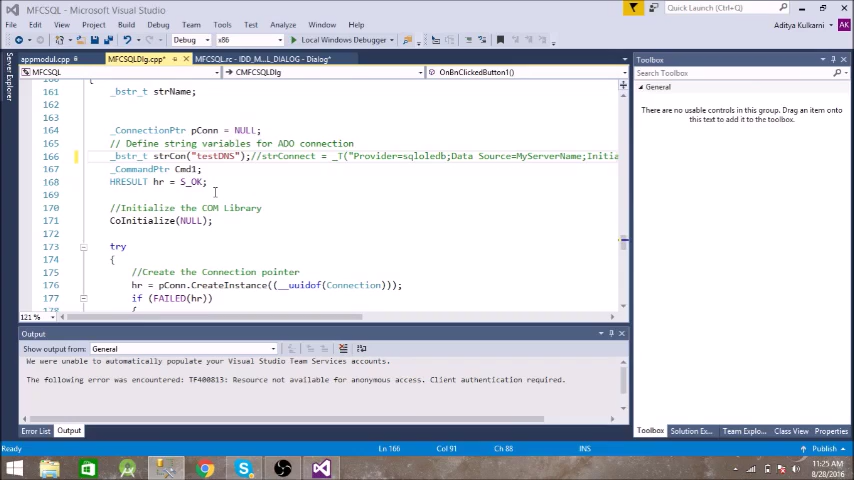 MFCSQL - Microsoft Visual Studio
Quick Launch (Ctrl+Q)
File Edit View Project Build Debug Team Tools Test Analyze Window Help
Aditya Kulkarni AK
Debug x86 Local Windows Debugger
appmodul.cpp MFCSQLDlg.cpp* MFCSQL.rc - IDD_M...L_DIALOG - Dialog*
MFCSQL CMFCSQLDlg OnBnClickedButton1()
Server Explorer
161 _bstr_t strName;
162
163
164 _ConnectionPtr pConn = NULL;
165 // Define string variables for ADO connection
166 _bstr_t strCon("testDNS");//strConnect = _T("Provider=sqloledb;Data Source=MyServerName;Initia
167 _CommandPtr Cmd1;
168 HRESULT hr = S_OK;
169
170 //Initialize the COM Library
171 CoInitialize(NULL);
172
173 try
174 {
175 //Create the Connection pointer
176 hr = pConn.CreateInstance((__uuidof(Connection)));
177 if (FAILED(hr))
178 {
121 %
Output
Show output from: General
We were unable to automatically populate your Visual Studio Team Services accounts.
The following error was encountered: TF400813: Resource not available for anonymous access. Client authentication required.
Error List Output
Toolbox
Search Toolbox
General
There are no usable controls in this group. Drag an item onto this text to add it to the toolbox.
Toolbox Solution Ex... Team Explo... Class View Properties
Ready Ln 166 Col 91 Ch 88 INS Publish
11:25 AM
8/28/2016